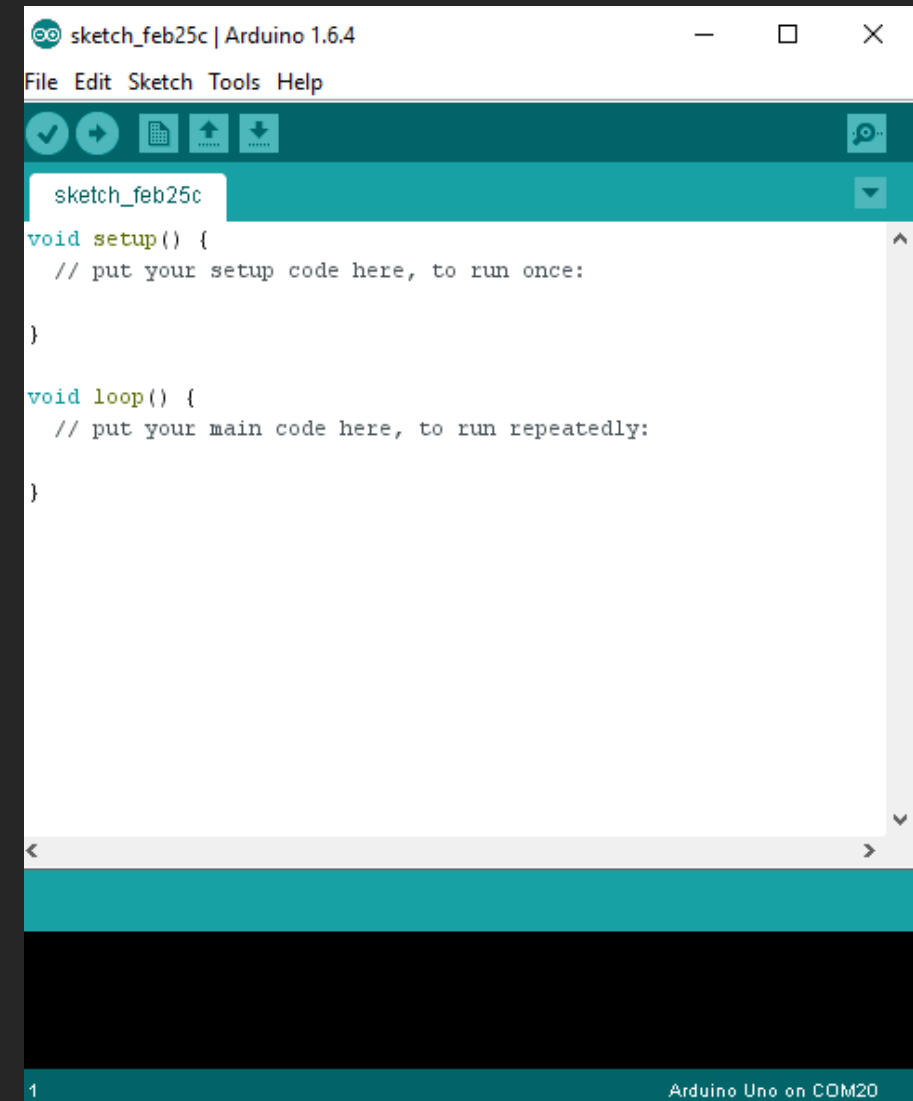 sketch_feb25c | Arduino 1.6.4
File Edit Sketch Tools Help
sketch_feb25c
void setup() {
  // put your setup code here, to run once:

}

void loop() {
  // put your main code here, to run repeatedly:

}
1 Arduino Uno on COM20